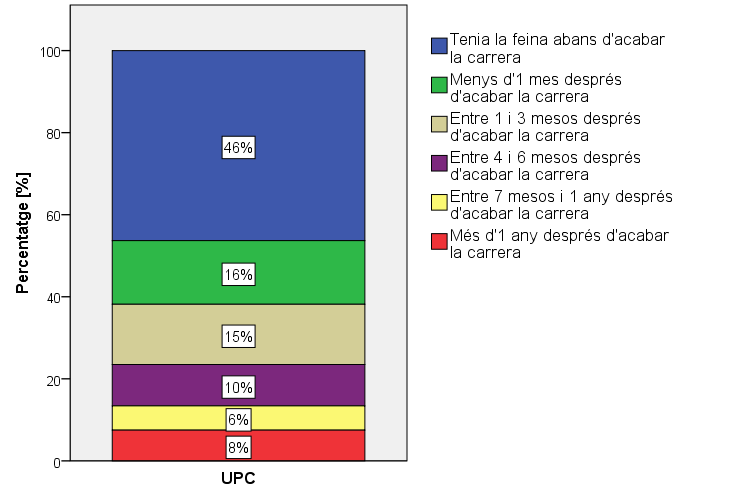 Percentatge [%]
100
80
60
40
20
0
46%
16%
15%
10%
6%
8%
UPC
Tenia la feina abans d'acabar
la carrera
Menys d'1 mes després
d'acabar la carrera
Entre 1 i 3 mesos després
d'acabar la carrera
Entre 4 i 6 mesos després
d'acabar la carrera
Entre 7 mesos i 1 any després
d'acabar la carrera
Més d'1 any després d'acabar
la carrera